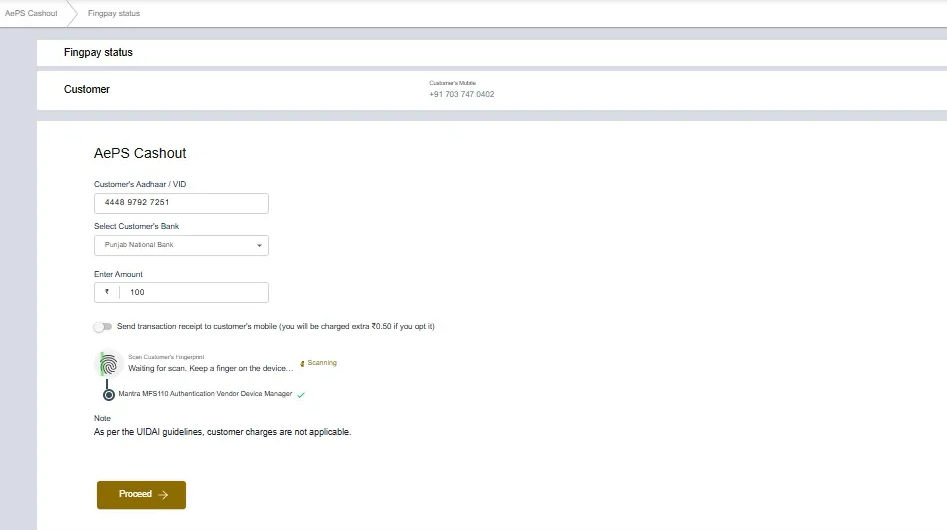 AePS Cashout
Fingpay status
Fingpay status
Customer
Customer's Mobile
+91 703 747 0402
AePS Cashout
Customer's Aadhaar / VID
4448 9792 7251
Select Customer's Bank
Punjab National Bank
Enter Amount
₹ 100
Send transaction receipt to customer's mobile (you will be charged extra ₹0.50 if you opt it)
Scan Customer's Fingerprint
Waiting for scan. Keep a finger on the device...
Scanning
Mantra MFS110 Authentication Vendor Device Manager
Note
As per the UIDAI guidelines, customer charges are not applicable.
Proceed